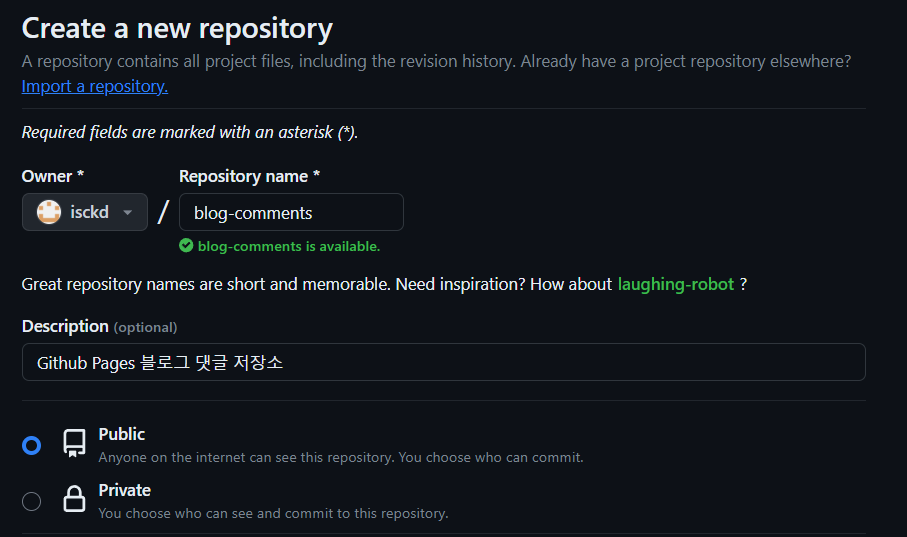 Create a new repository
A repository contains all project files, including the revision history. Already have a project repository elsewhere?
Import a repository.
Required fields are marked with an asterisk (*).
Owner * Repository name *
isckd / blog-comments
blog-comments is available.
Great repository names are short and memorable. Need inspiration? How about laughing-robot ?
Description (optional)
Github Pages 블로그 댓글 저장소
Public
Anyone on the internet can see this repository. You choose who can commit.
Private
You choose who can see and commit to this repository.